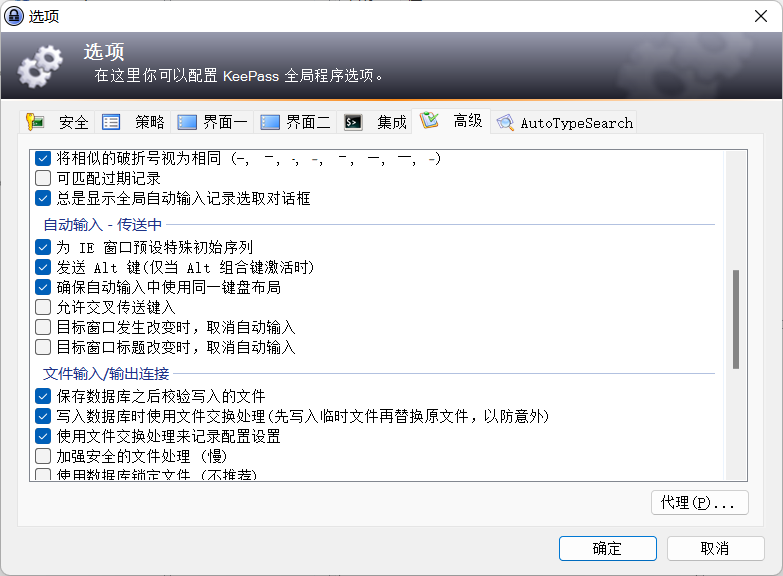 选项
选项
在这里你可以配置 KeePass 全局程序选项。
安全 策略 界面一 界面二 集成 高级 AutoTypeSearch
将相似的破折号视为相同 (-, ‐, ‑, ‒, –, —, ―, −)
可匹配过期记录
总是显示全局自动输入记录选取对话框
自动输入 - 传送中
为 IE 窗口预设特殊初始序列
发送 Alt 键(仅当 Alt 组合键激活时)
确保自动输入中使用同一键盘布局
允许交叉传送键入
目标窗口发生改变时，取消自动输入
目标窗口标题改变时，取消自动输入
文件输入/输出连接
保存数据库之后校验写入的文件
写入数据库时使用文件交换处理(先写入临时文件再替换原文件，以防意外)
使用文件交换处理来记录配置设置
加强安全的文件处理 (慢)
使用数据库锁定文件 (不推荐)
代理(P)...
确定 取消